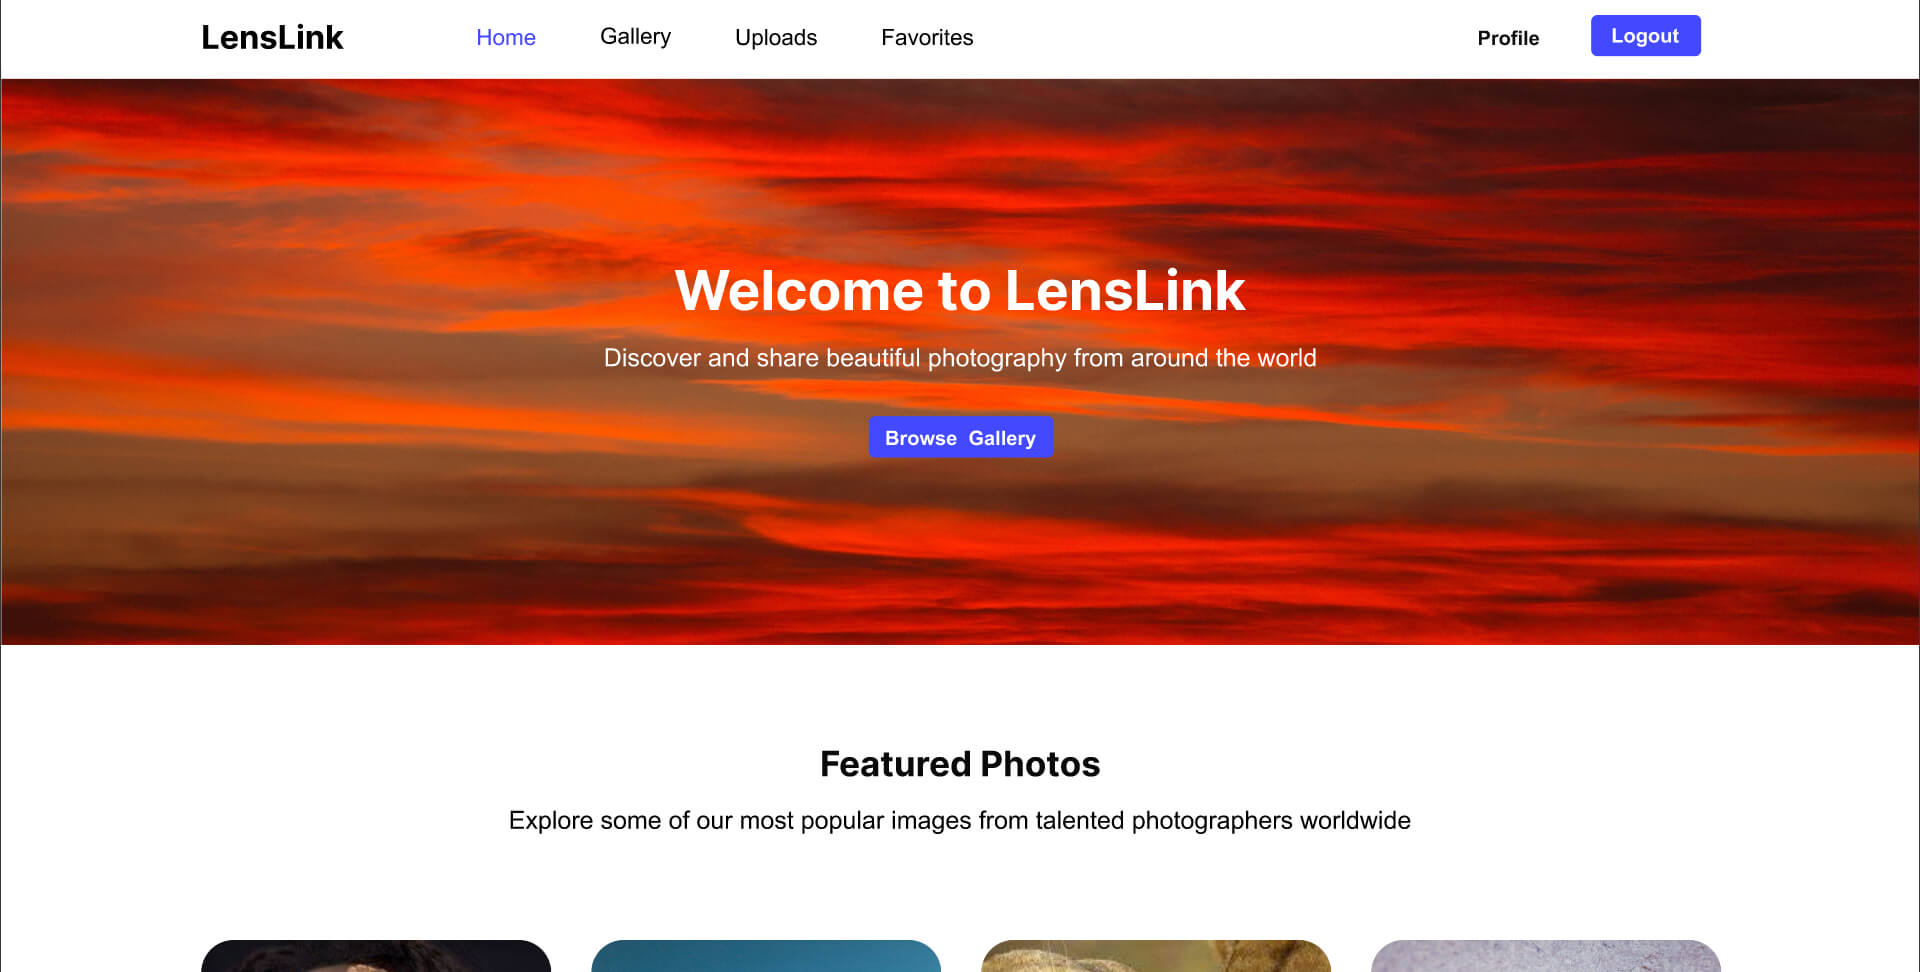 LensLink Home Gallery Uploads Favorites Profile Logout
Welcome to LensLink
Discover and share beautiful photography from around the world
Browse Gallery
Featured Photos
Explore some of our most popular images from talented photographers worldwide